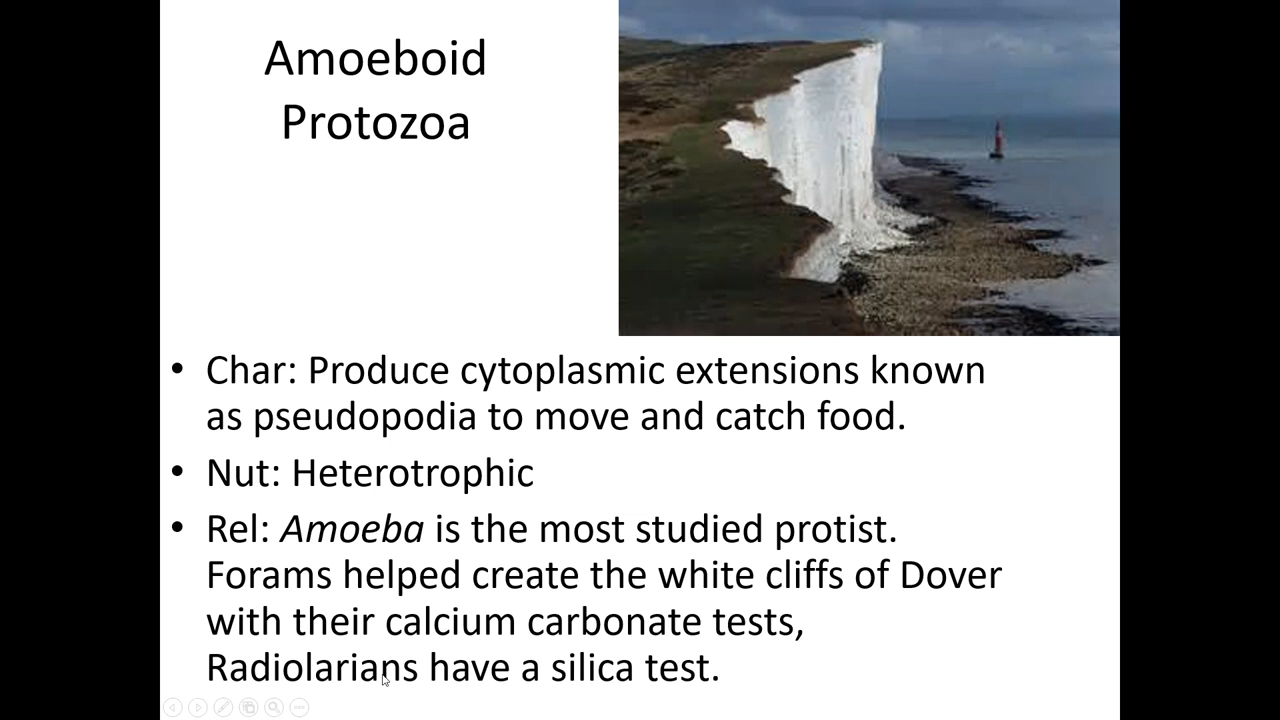 Amoeboid
Protozoa
• Char: Produce cytoplasmic extensions known
as pseudopodia to move and catch food.
• Nut: Heterotrophic
• Rel: Amoeba is the most studied protist.
Forams helped create the white cliffs of Dover
with their calcium carbonate tests,
Radiolarians have a silica test.